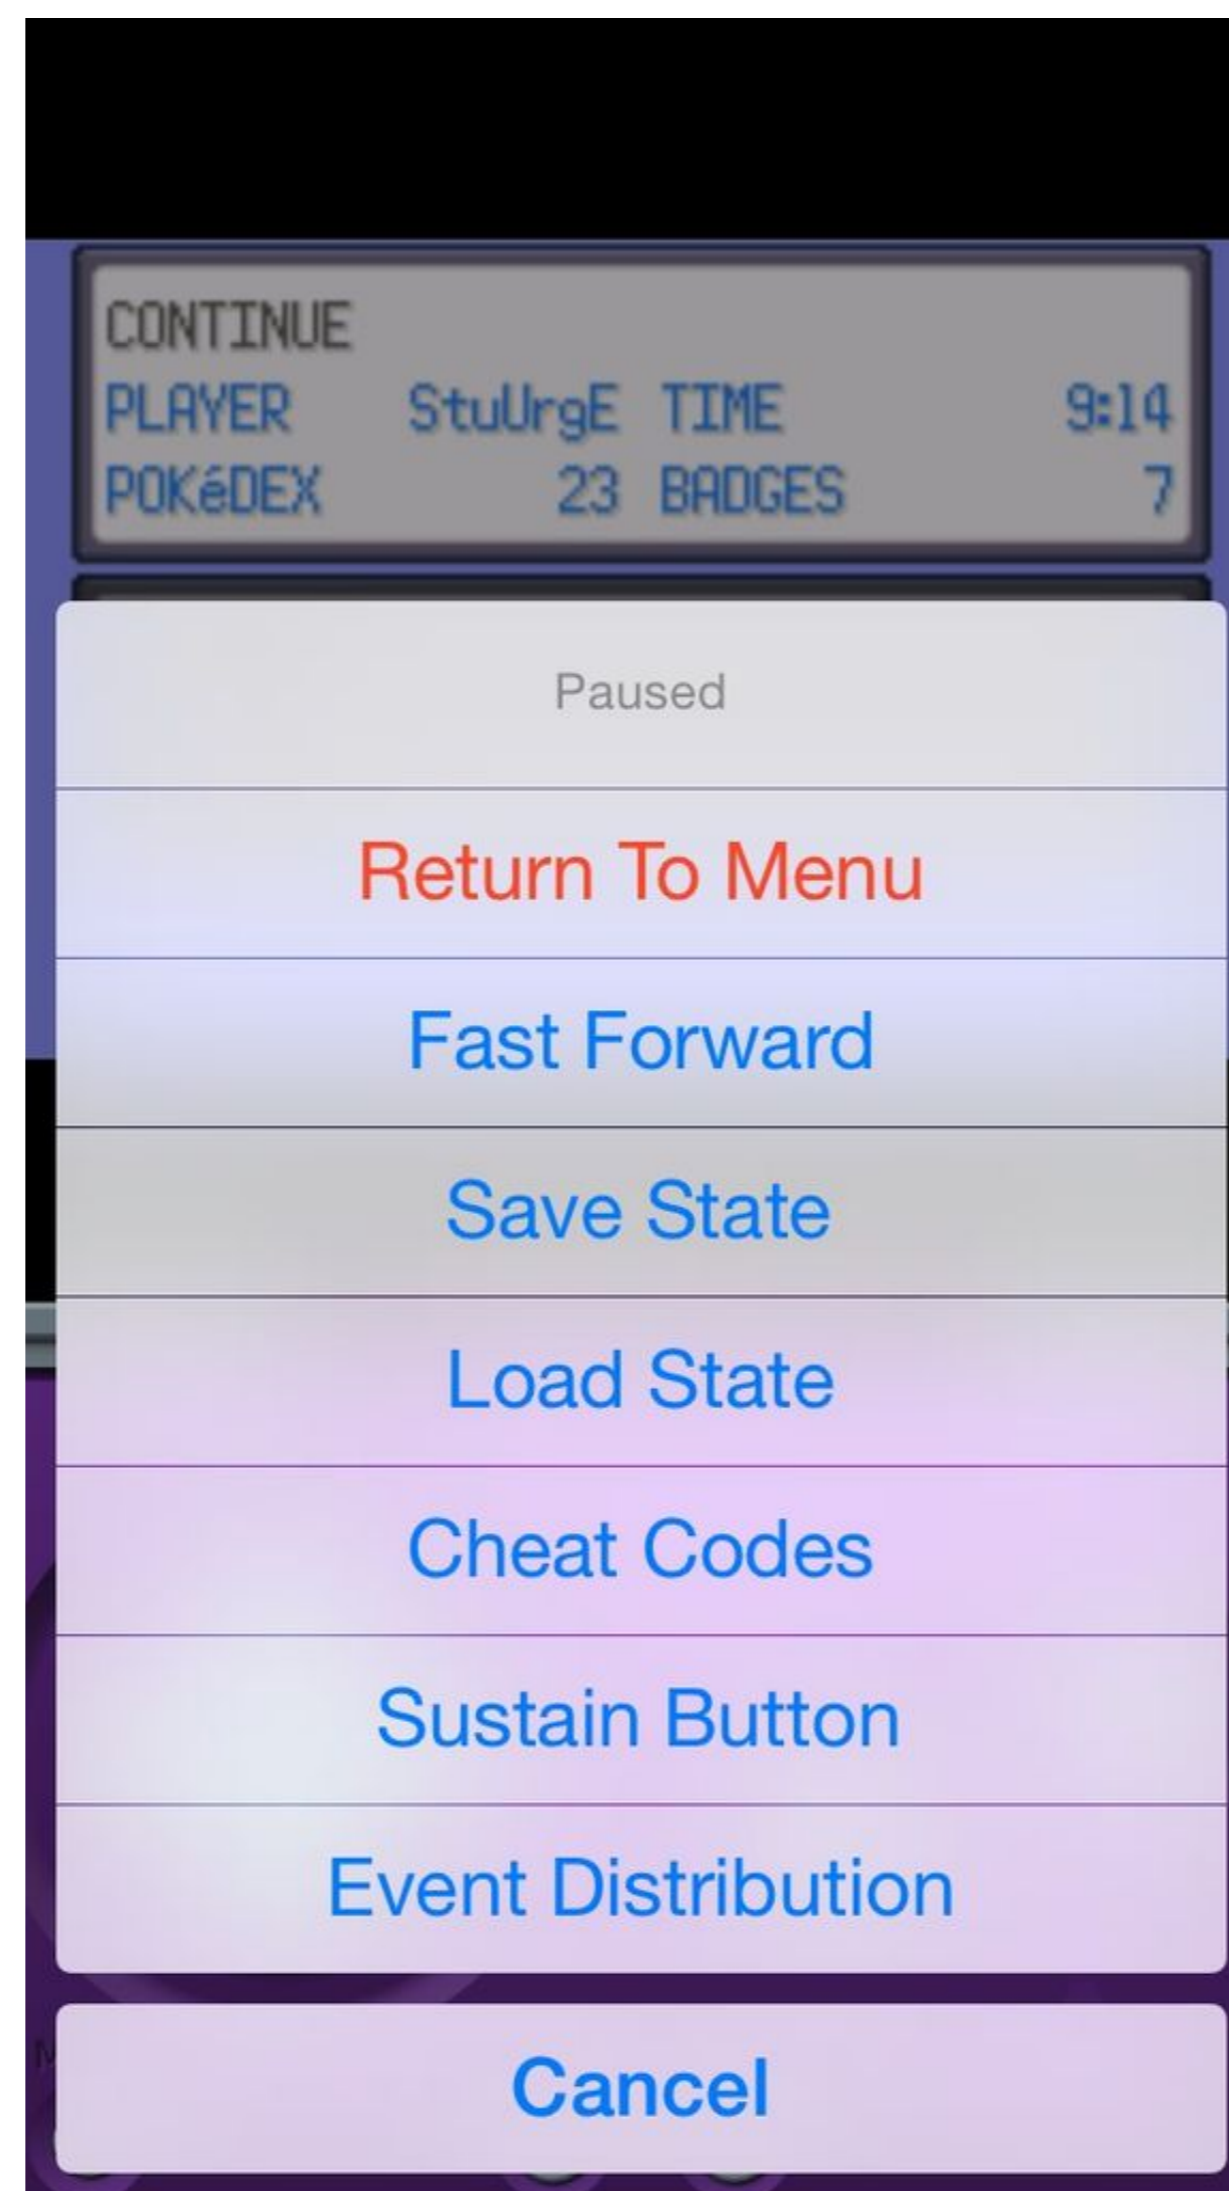 CONTINUE
PLAYER StuUrgE TIME 9:14
POKéDEX 23 BADGES 7
Paused
Return To Menu
Fast Forward
Save State
Load State
Cheat Codes
Sustain Button
Event Distribution
Cancel